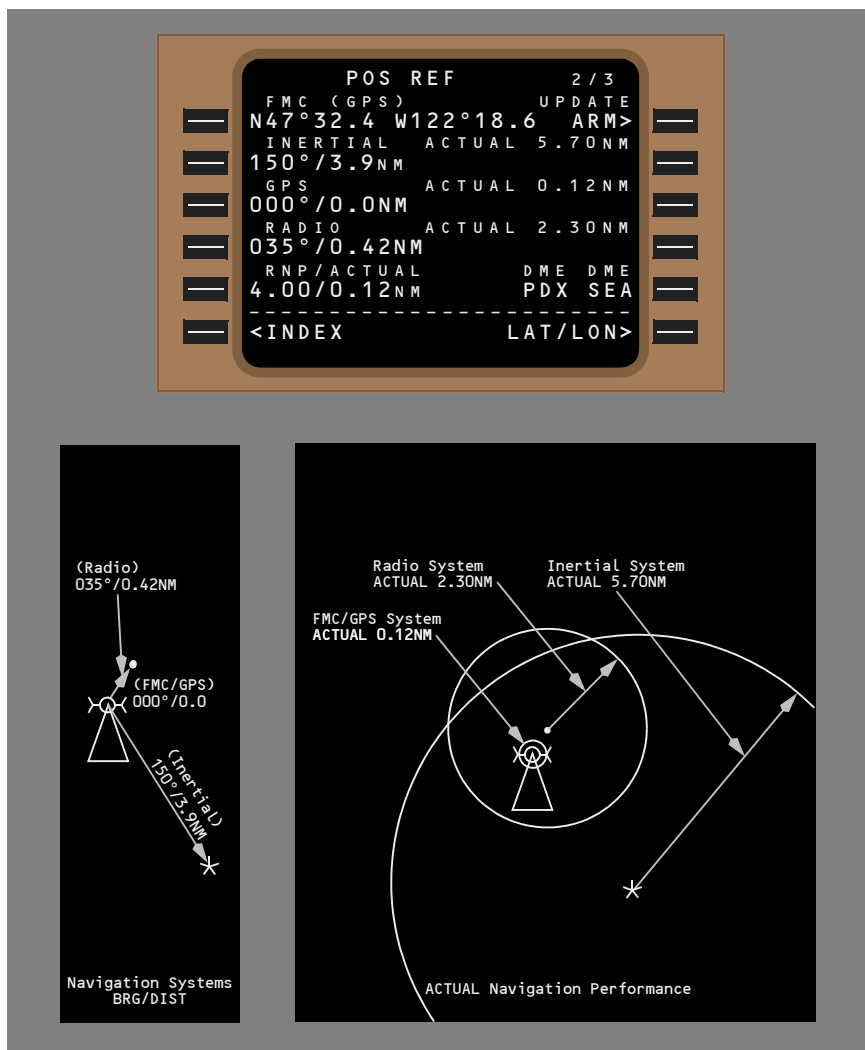 POS REF 2/3
FMC (GPS) UPDATE
N47°32.4 W122°18.6 ARM>
INERTIAL ACTUAL 5.70NM
150°/3.9NM
GPS ACTUAL 0.12NM
000°/0.0NM
RADIO ACTUAL 2.30NM
035°/0.42NM
RNP/ACTUAL DME DME
4.00/0.12NM PDX SEA
------------------------
<INDEX LAT/LON>
(Radio)
035°/0.42NM
(FMC/GPS)
000°/0.0
(Inertial)
150°/3.9NM
Navigation Systems
BRG/DIST
Radio System
ACTUAL 2.30NM
Inertial System
ACTUAL 5.70NM
FMC/GPS System
ACTUAL 0.12NM
ACTUAL Navigation Performance